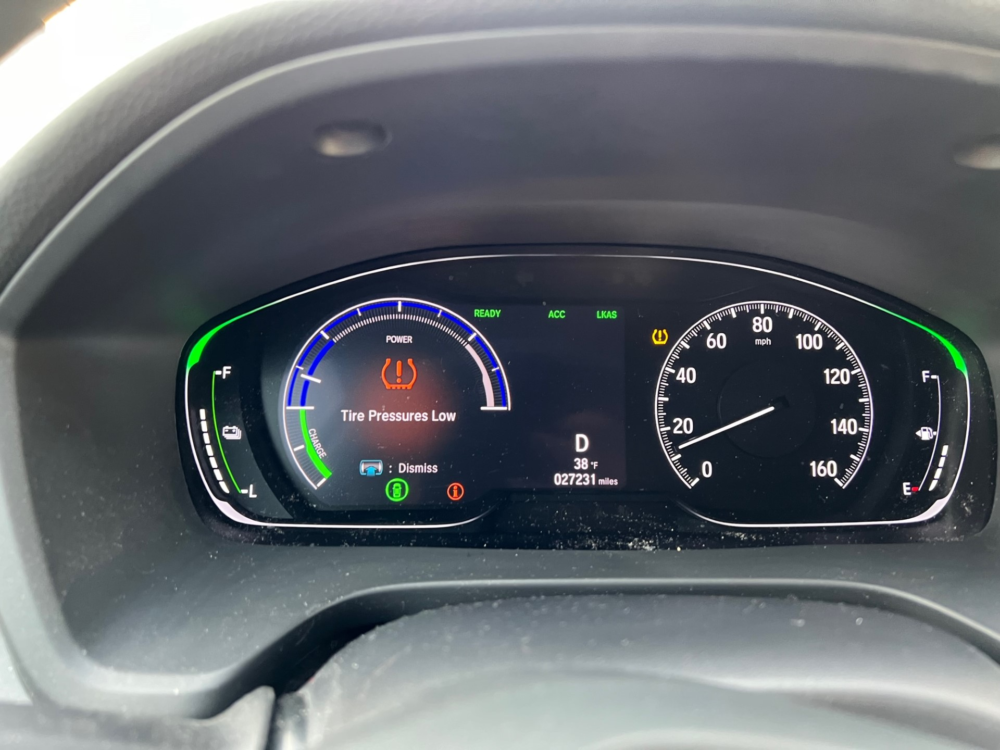 READY ACC LKAS
POWER
F
Tire Pressures Low
CHARGE
L
: Dismiss
D
38 °F
027231 miles
0
20
40
60
80
mph
100
120
140
160
F
E